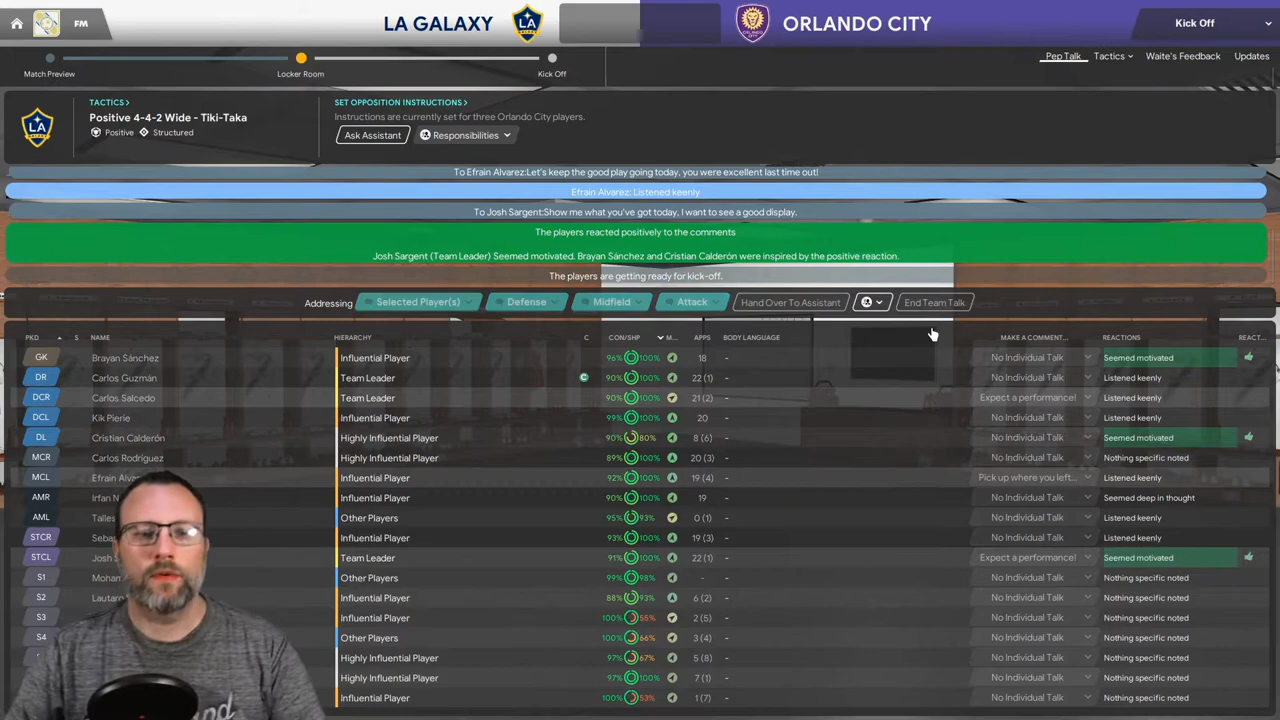 FM
LA GALAXY
LA
ORLANDO CITY
Kick Off
Match Preview
Locker Room
Kick Off
Pep Talk
Tactics
Waite's Feedback
Updates
LA
TACTICS >
Positive 4-4-2 Wide - Tiki-Taka
Positive Structured
SET OPPOSITION INSTRUCTIONS >
Instructions are currently set for three Orlando City players.
Ask Assistant
Responsibilities
To Efrain Alvarez:Let's keep the good play going today, you were excellent last time out!
Efrain Alvarez: Listened keenly
To Josh Sargent:Show me what you've got today, I want to see a good display.
The players reacted positively to the comments
Josh Sargent (Team Leader) Seemed motivated. Brayan Sánchez and Cristian Calderón were inspired by the positive reaction.
The players are getting ready for kick-off.
Addressing
Selected Player(s)
Defense
Midfield
Attack
Hand Over To Assistant
End Team Talk
PKD S NAME HIERARCHY C CON/SHP M... APPS BODY LANGUAGE MAKE A COMMENT... REACTIONS REACT...
GK Brayan Sánchez Influential Player 96% 100% 18 - No Individual Talk Seemed motivated
DR Carlos Guzmán Team Leader C 90% 100% 22 (1) - No Individual Talk Listened keenly
DCR Carlos Salcedo Team Leader 90% 100% 21 (2) - Expect a performance! Listened keenly
DCL Kik Pierie Influential Player 99% 100% 20 - No Individual Talk Listened keenly
DL Cristian Calderón Highly Influential Player 90% 80% 8 (6) - No Individual Talk Seemed motivated
MCR Carlos Rodríguez Highly Influential Player 89% 100% 20 (3) - No Individual Talk Nothing specific noted
MCL Efrain Alvar Influential Player 92% 100% 19 (4) - Pick up where you left... Listened keenly
AMR Irfan N Influential Player 90% 100% 19 - No Individual Talk Seemed deep in thought
AML Talles Other Players 95% 93% 0 (1) - No Individual Talk Listened keenly
STCR Seba Influential Player 93% 100% 19 (3) - No Individual Talk Listened keenly
STCL Josh S Team Leader 91% 100% 22 (1) - Expect a performance! Seemed motivated
S1 Moham Other Players 99% 98% - - No Individual Talk Nothing specific noted
S2 Lautaro Influential Player 88% 93% 6 (2) - No Individual Talk Nothing specific noted
S3 Influential Player 100% 55% 2 (5) - No Individual Talk Nothing specific noted
S4 Other Players 100% 66% 3 (4) - No Individual Talk Nothing specific noted
Highly Influential Player 97% 67% 5 (8) - No Individual Talk Nothing specific noted
Highly Influential Player 97% 100% 7 (1) - No Individual Talk Nothing specific noted
Influential Player 100% 53% 1 (7) - No Individual Talk Nothing specific noted